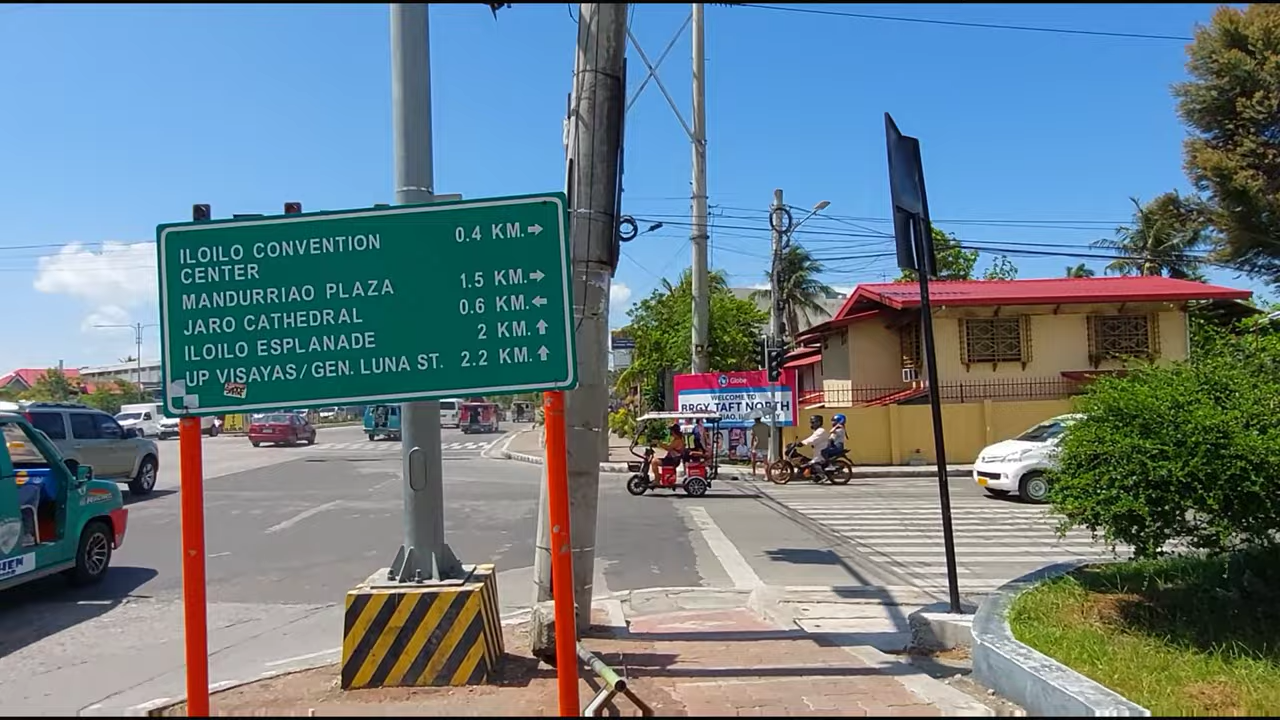 ILOILO CONVENTION 0.4 KM. →
CENTER
MANDURRIAO PLAZA 1.5 KM. →
JARO CATHEDRAL 0.6 KM. ←
ILOILO ESPLANADE 2 KM. ↑
UP VISAYAS/GEN. LUNA ST. 2.2 KM. ↑
Globe
WELCOME TO
BRGY. TAFT NORTH